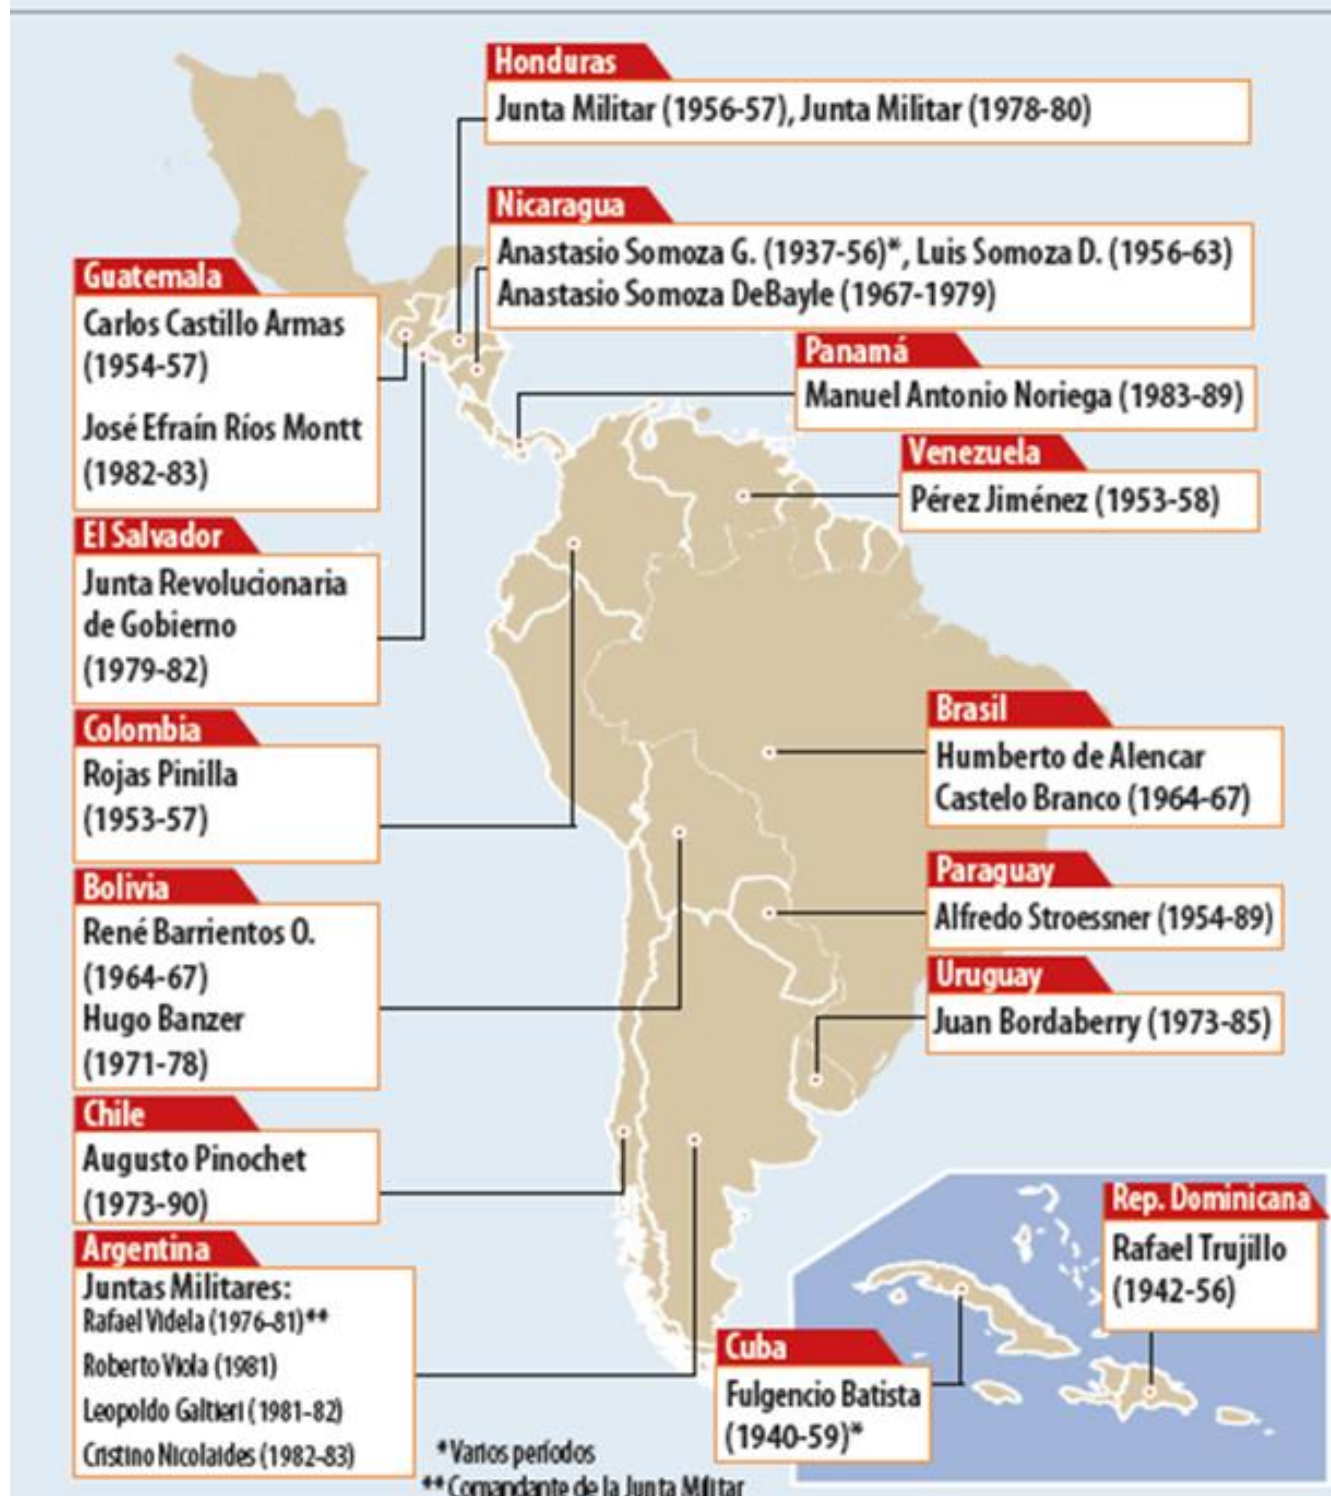 Honduras
Junta Militar (1956-57), Junta Militar (1978-80)
Nicaragua
Anastasio Somoza G. (1937-56)*, Luis Somoza D. (1956-63)
Anastasio Somoza DeBayle (1967-1979)
Guatemala
Carlos Castillo Armas
(1954-57)
José Efraín Ríos Montt
(1982-83)
Panamá
Manuel Antonio Noriega (1983-89)
Venezuela
Pérez Jiménez (1953-58)
El Salvador
Junta Revolucionaria
de Gobierno
(1979-82)
Colombia
Rojas Pinilla
(1953-57)
Brasil
Humberto de Alencar
Castelo Branco (1964-67)
Bolivia
René Barrientos O.
(1964-67)
Hugo Banzer
(1971-78)
Paraguay
Alfredo Stroessner (1954-89)
Uruguay
Juan Bordaberry (1973-85)
Chile
Augusto Pinochet
(1973-90)
Argentina
Juntas Militares:
Rafael Videla (1976-81)**
Roberto Viola (1981)
Leopoldo Galtieri (1981-82)
Cristino Nicolaides (1982-83)
Rep. Dominicana
Rafael Trujillo
(1942-56)
Cuba
Fulgencio Batista
(1940-59)*
*Varios períodos
**Comandante de la Junta Militar